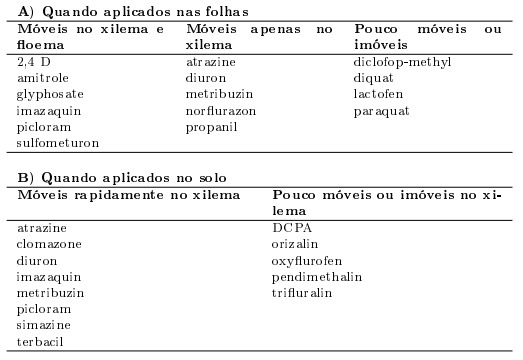 A) Quando aplicados nas folhas
Móveis no xilema e Móveis apenas no Pouco móveis ou
floema xilema imóveis
2,4 D atrazine diclofop-methyl
amitrole diuron diquat
glyphosate metribuzin lactofen
imazaquin norflurazon paraquat
picloram propanil
sulfometuron
B) Quando aplicados no solo
Móveis rapidamente no xilema Pouco móveis ou imóveis no xi-
lema
atrazine DCPA
clomazone orizalin
diuron oxyflurofen
imazaquin pendimethalin
metribuzin trifluralin
picloram
simazine
terbacil